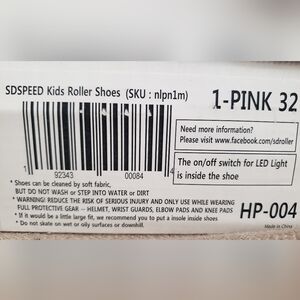 SDSPEED Kids Roller Shoes (SKU : nlpn1m)
1-PINK 32
Need more information?
Please visit www.facebook.com/sdroller
The on/off switch for LED Light
is inside the shoe
1 92343 00084 4
* Shoes can be cleaned by soft fabric,
BUT DO NOT WASH or STEP INTO WATER or DIRT
* WARNING! REDUCE THE RISK OF SERIOUS INJURY AND ONLY USE WHILE WEARING
FULL PROTECTIVE GEAR -- HELMET, WRIST GUARDS, ELBOW PADS AND KNEE PADS
* If it would be a little large fit, we recommend you to put a insole inside shoes
* Do not skate on wet or oily surfaces or downhill.
HP-004
Made in China